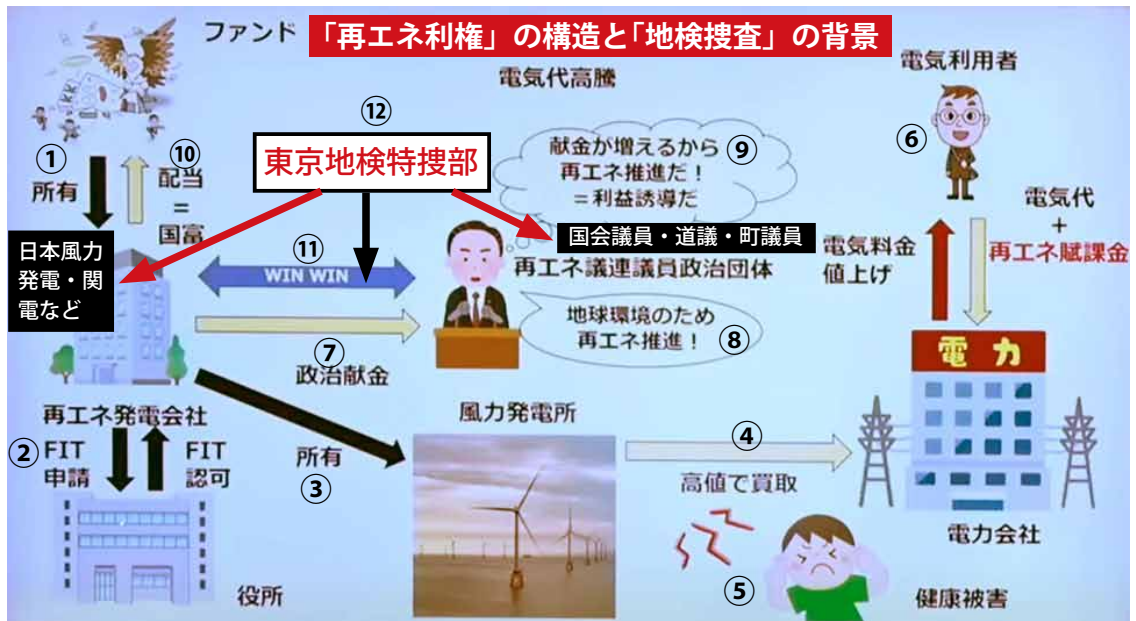 ファンド
「再エネ利権」の構造と「地検捜査」の背景
電気代高騰
電気利用者
⑫
東京地検特捜部
献金が増えるから
再エネ推進だ！
＝利益誘導だ
⑨
⑥
①
所有
⑩
配当
＝
国富
日本風力
発電・関
電など
⑪
WIN WIN
国会議員・道議・町議員
再エネ議連議員政治団体
電気料金
値上げ
電気代
＋
再エネ賦課金
地球環境のため
再エネ推進！
⑧
⑦
政治献金
電力
再エネ発電会社
風力発電所
②
FIT
申請
FIT
認可
所有
③
④
高値で買取
電力会社
役所
⑤
健康被害